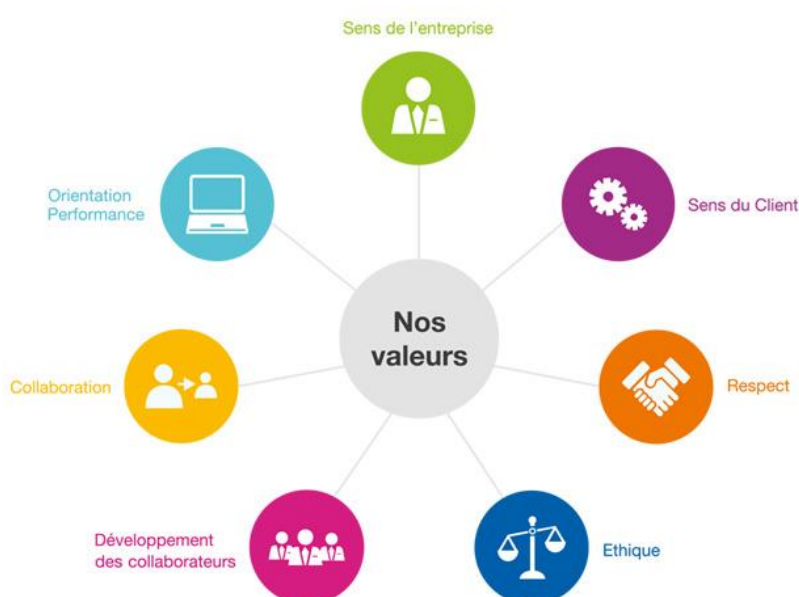 Sens de l'entreprise
Orientation
Performance
Sens du Client
Nos
valeurs
Collaboration
Respect
Développement
des collaborateurs
Ethique